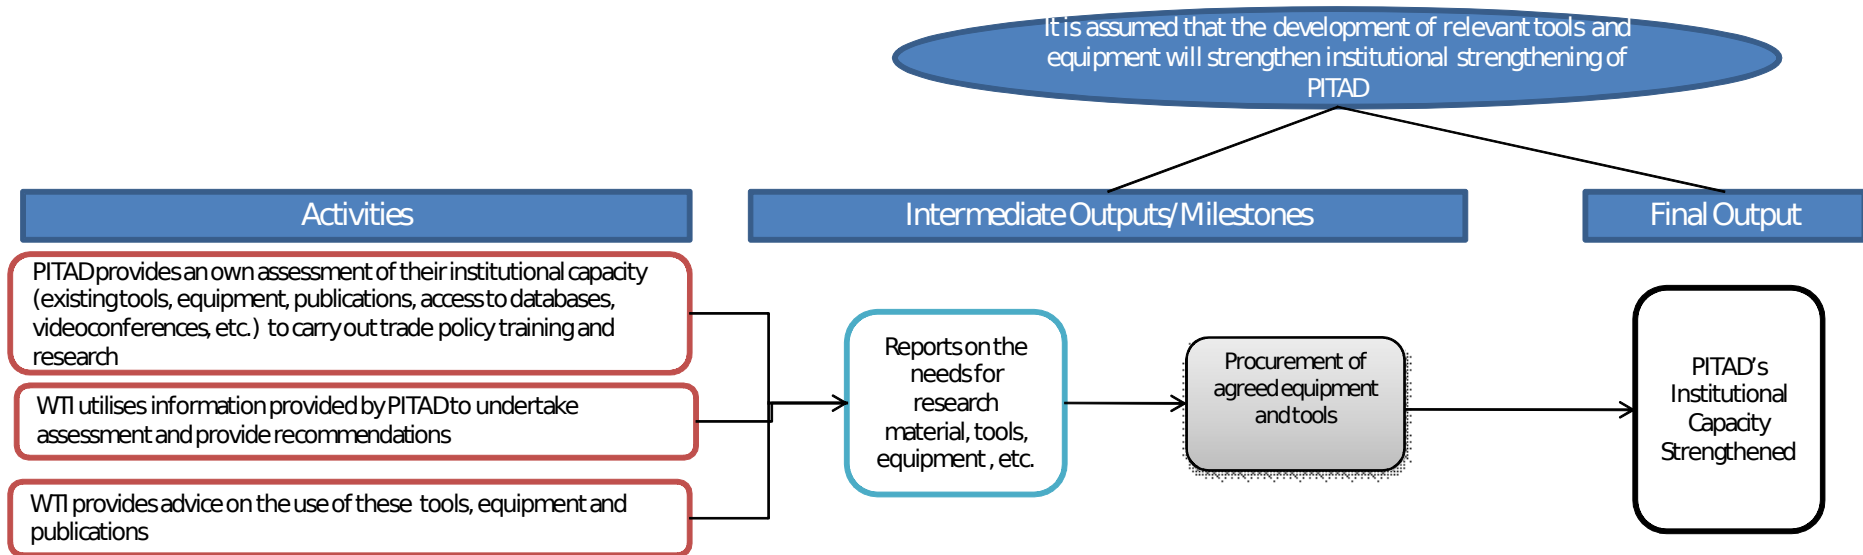 It is assumed that the development of relevant tools and
equipment will strengthen institutional strengthening of
PITAD
Activities
Intermediate Outputs/Milestones
Final Output
PITAD provides an own assessment of their institutional capacity
(existing tools, equipment, publications, access to databases,
videoconferences, etc.) to carry out trade policy training and
research
WTI utilises information provided by PITAD to undertake
assessment and provide recommendations
WTI provides advice on the use of these tools, equipment and
publications
Reports on the
needs for
research
material, tools,
equipment , etc.
Procurement of
agreed equipment
and tools
PITAD’s
Institutional
Capacity
Strengthened